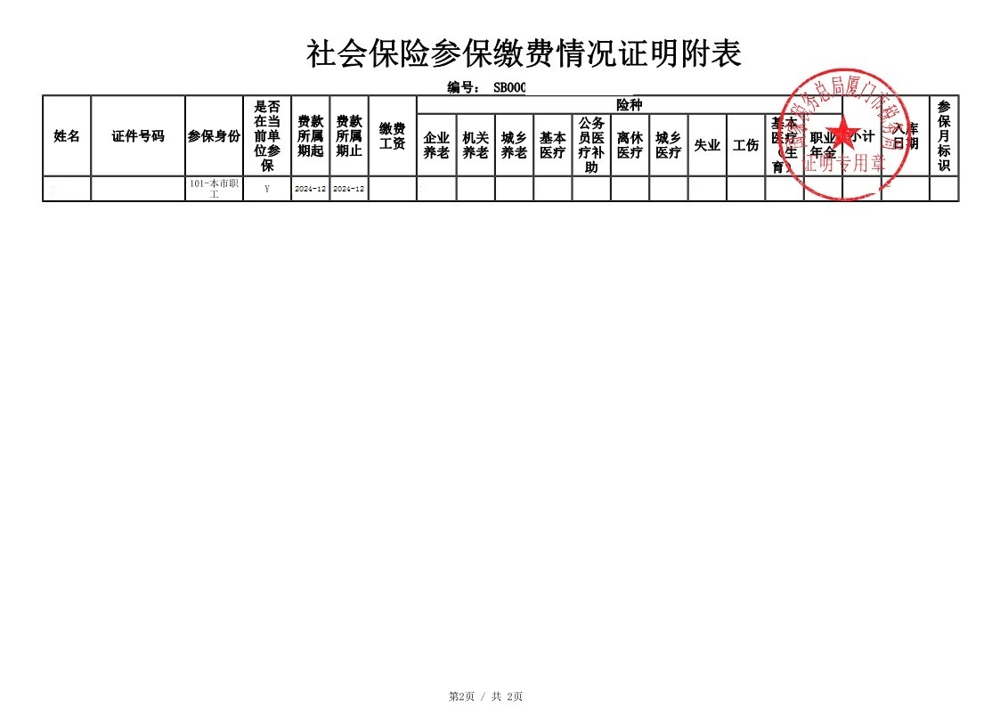 社会保险参保缴费情况证明附表
编号： SB000
姓名 证件号码 参保身份 是否在当前单位参保 费款所属期起 费款所属期止 缴费工资 险种 小计 入库日期 参保月标识
企业养老 机关养老 城乡养老 基本医疗 公务员医疗补助 离休医疗 城乡医疗 失业 工伤 基本医疗（生育） 职业年金
101-本市职工 Y 2024-12 2024-12
国家税务总局厦门市税务局
证明专用章
第2页 / 共 2页